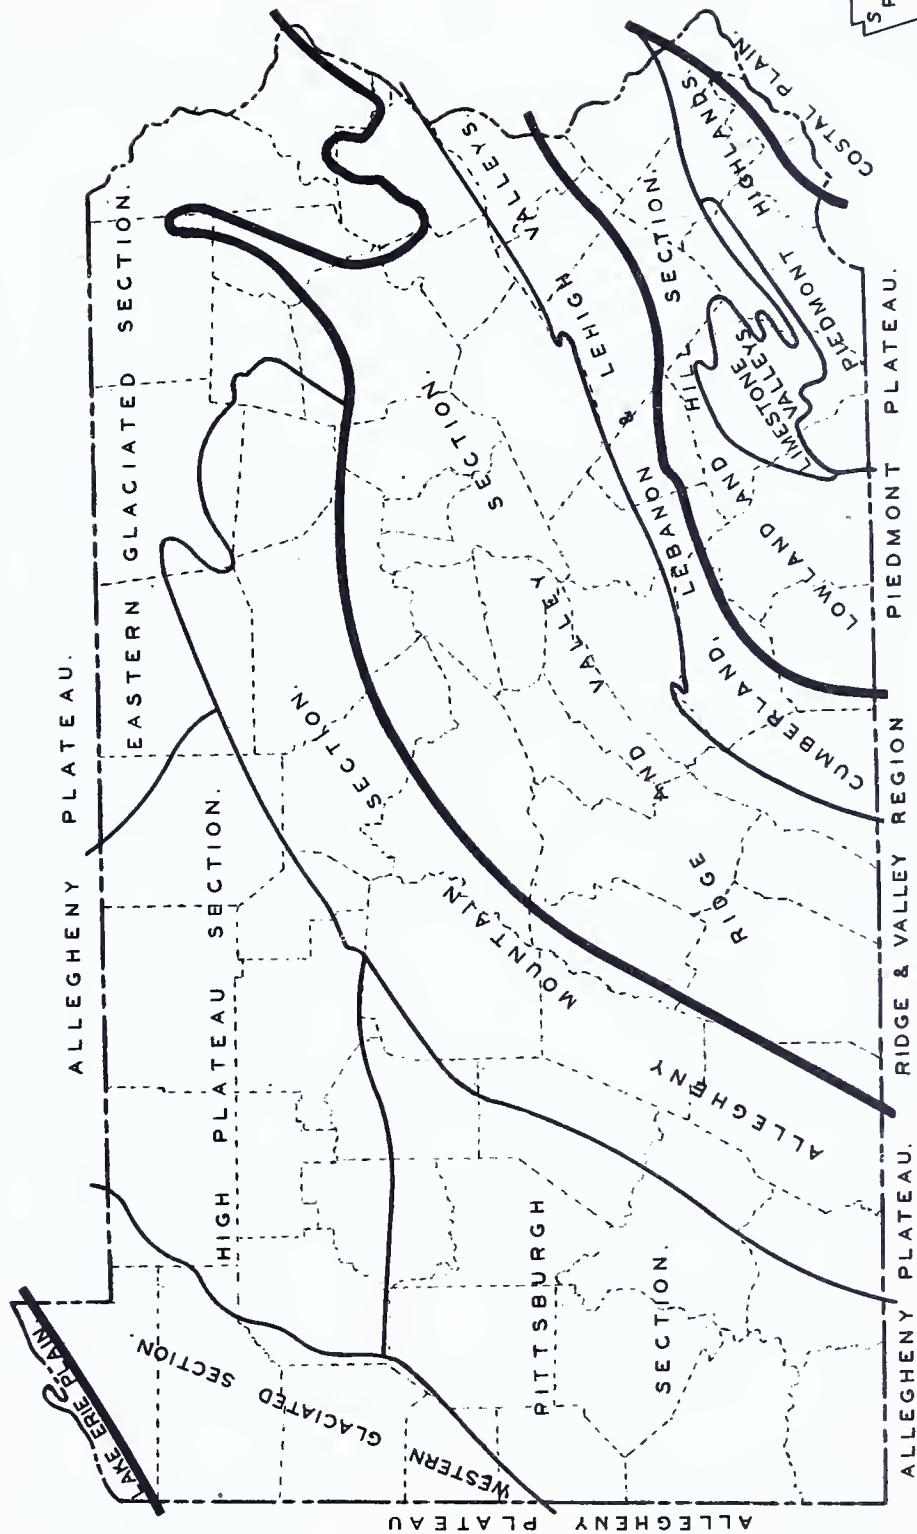 ALLEGHENY PLATEAU.
EASTERN GLACIATED SECTION.
HIGH PLATEAU SECTION.
LAKE ERIE PLAIN.
WESTERN GLACIATED SECTION
ALLEGHENY PLATEAU
PITTSBURGH
SECTION.
ALLEGHENY MOUNTAIN SECTION
RIDGE AND VALLEY SECTION
CUMBERLAND, LEBANON & LEHIGH VALLEYS
LOWLAND AND HILL SECTION.
LIMESTONE
VALLEYS
PIEDMONT HIGHLANDS
COSTAL PLAIN.
ALLEGHENY PLATEAU.
RIDGE & VALLEY REGION
PIEDMONT PLATEAU.
S